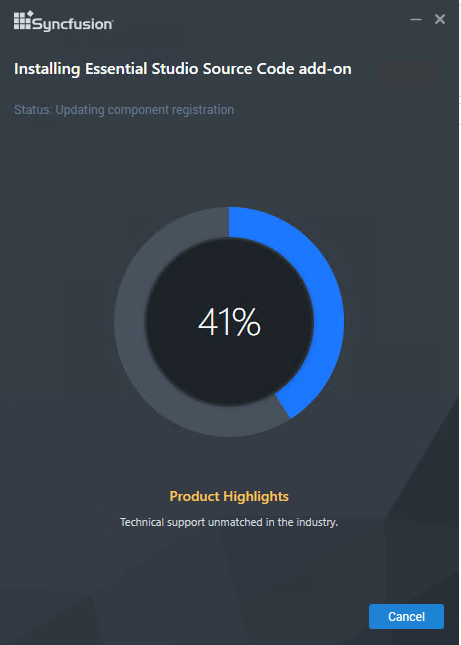 Syncfusion
Installing Essential Studio Source Code add-on
Status: Updating component registration
41%
Product Highlights
Technical support unmatched in the industry.
Cancel